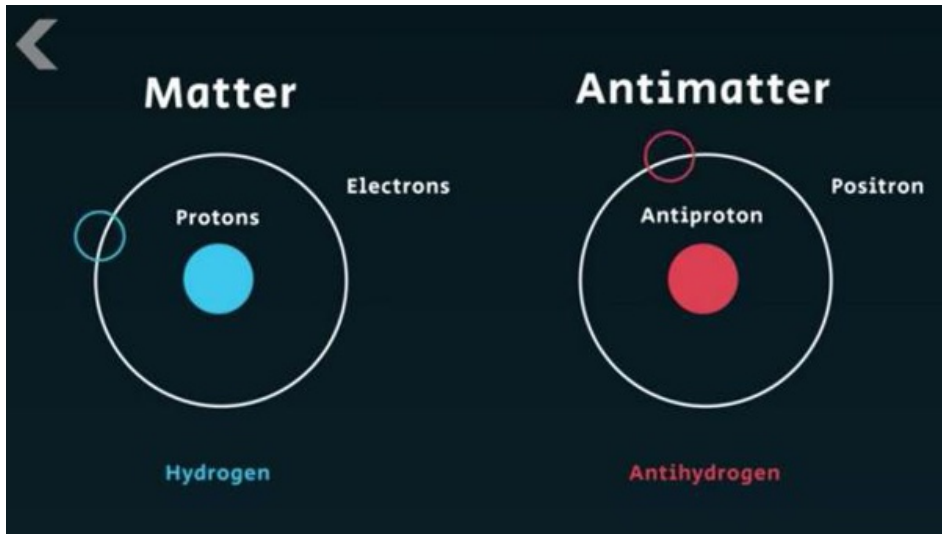 Matter
Antimatter
Electrons
Protons
Positron
Antiproton
Hydrogen
Antihydrogen